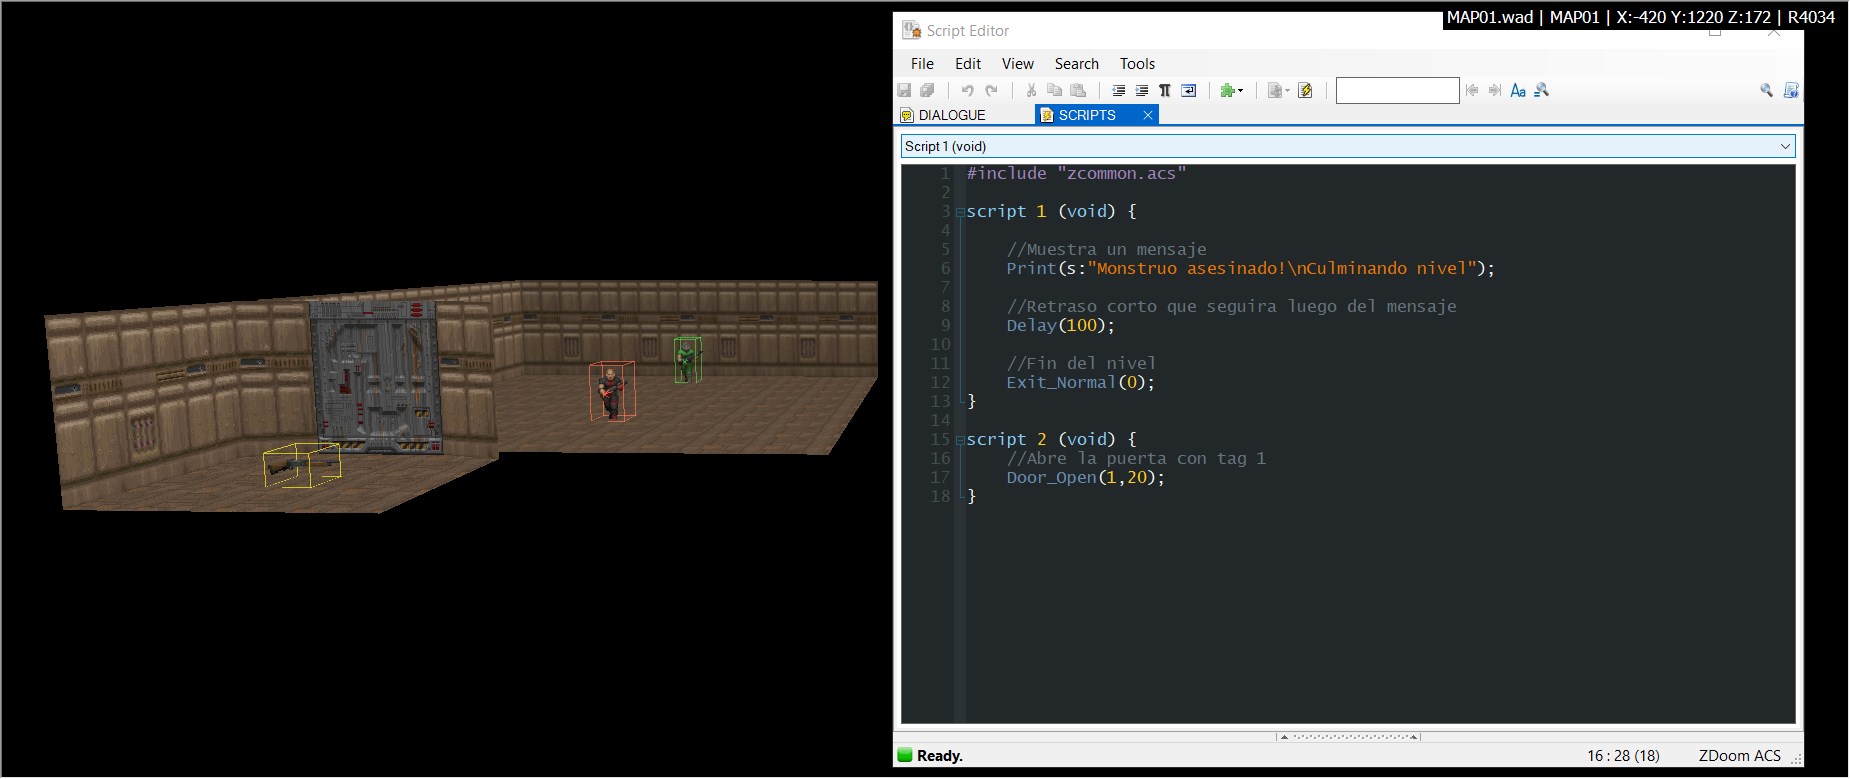 MAP01.wad | MAP01 | X:-420 Y:1220 Z:172 | R4034
Script Editor
File Edit View Search Tools
Aa
DIALOGUE SCRIPTS
Script 1 (void)
1 #include "zcommon.acs"
2
3 script 1 (void) {
4
5 //Muestra un mensaje
6 Print(s:"Monstruo asesinado!\nCulminando nivel");
7
8 //Retraso corto que seguira luego del mensaje
9 Delay(100);
10
11 //Fin del nivel
12 Exit_Normal(0);
13 }
14
15 script 2 (void) {
16 //Abre la puerta con tag 1
17 Door_Open(1,20);
18 }
Ready. 16 : 28 (18) ZDoom ACS